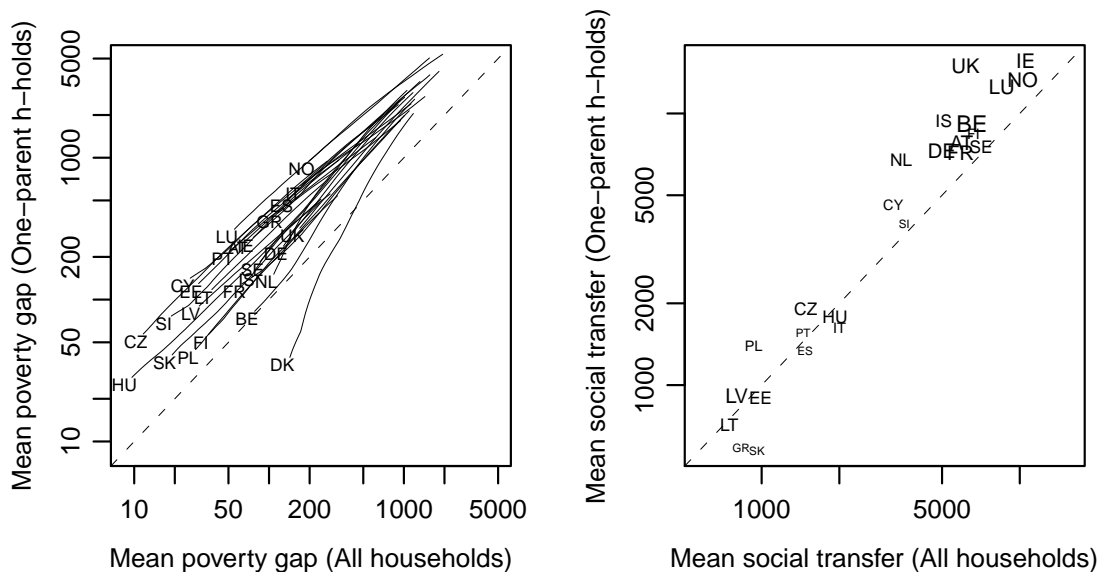 Mean poverty gap (One−parent h−holds)
5000
1000
200
50
10
NO
IT
ES
GR
LU
UK
AT
IE
PT
DE
SE
CY
IS
NL
EE
FR
LT
LV
SI
BE
CZ
FI
PL
SK
DK
HU
10 50 200 1000 5000
Mean poverty gap (All households)
Mean social transfer (One−parent h−holds)
5000
2000
1000
UK
IE
NO
LU
IS
BE
FI
AT
SE
DE
FR
NL
CY
SI
CZ
HU
IT
PT
PL
ES
LV
EE
LT
GR
SK
1000 5000
Mean social transfer (All households)